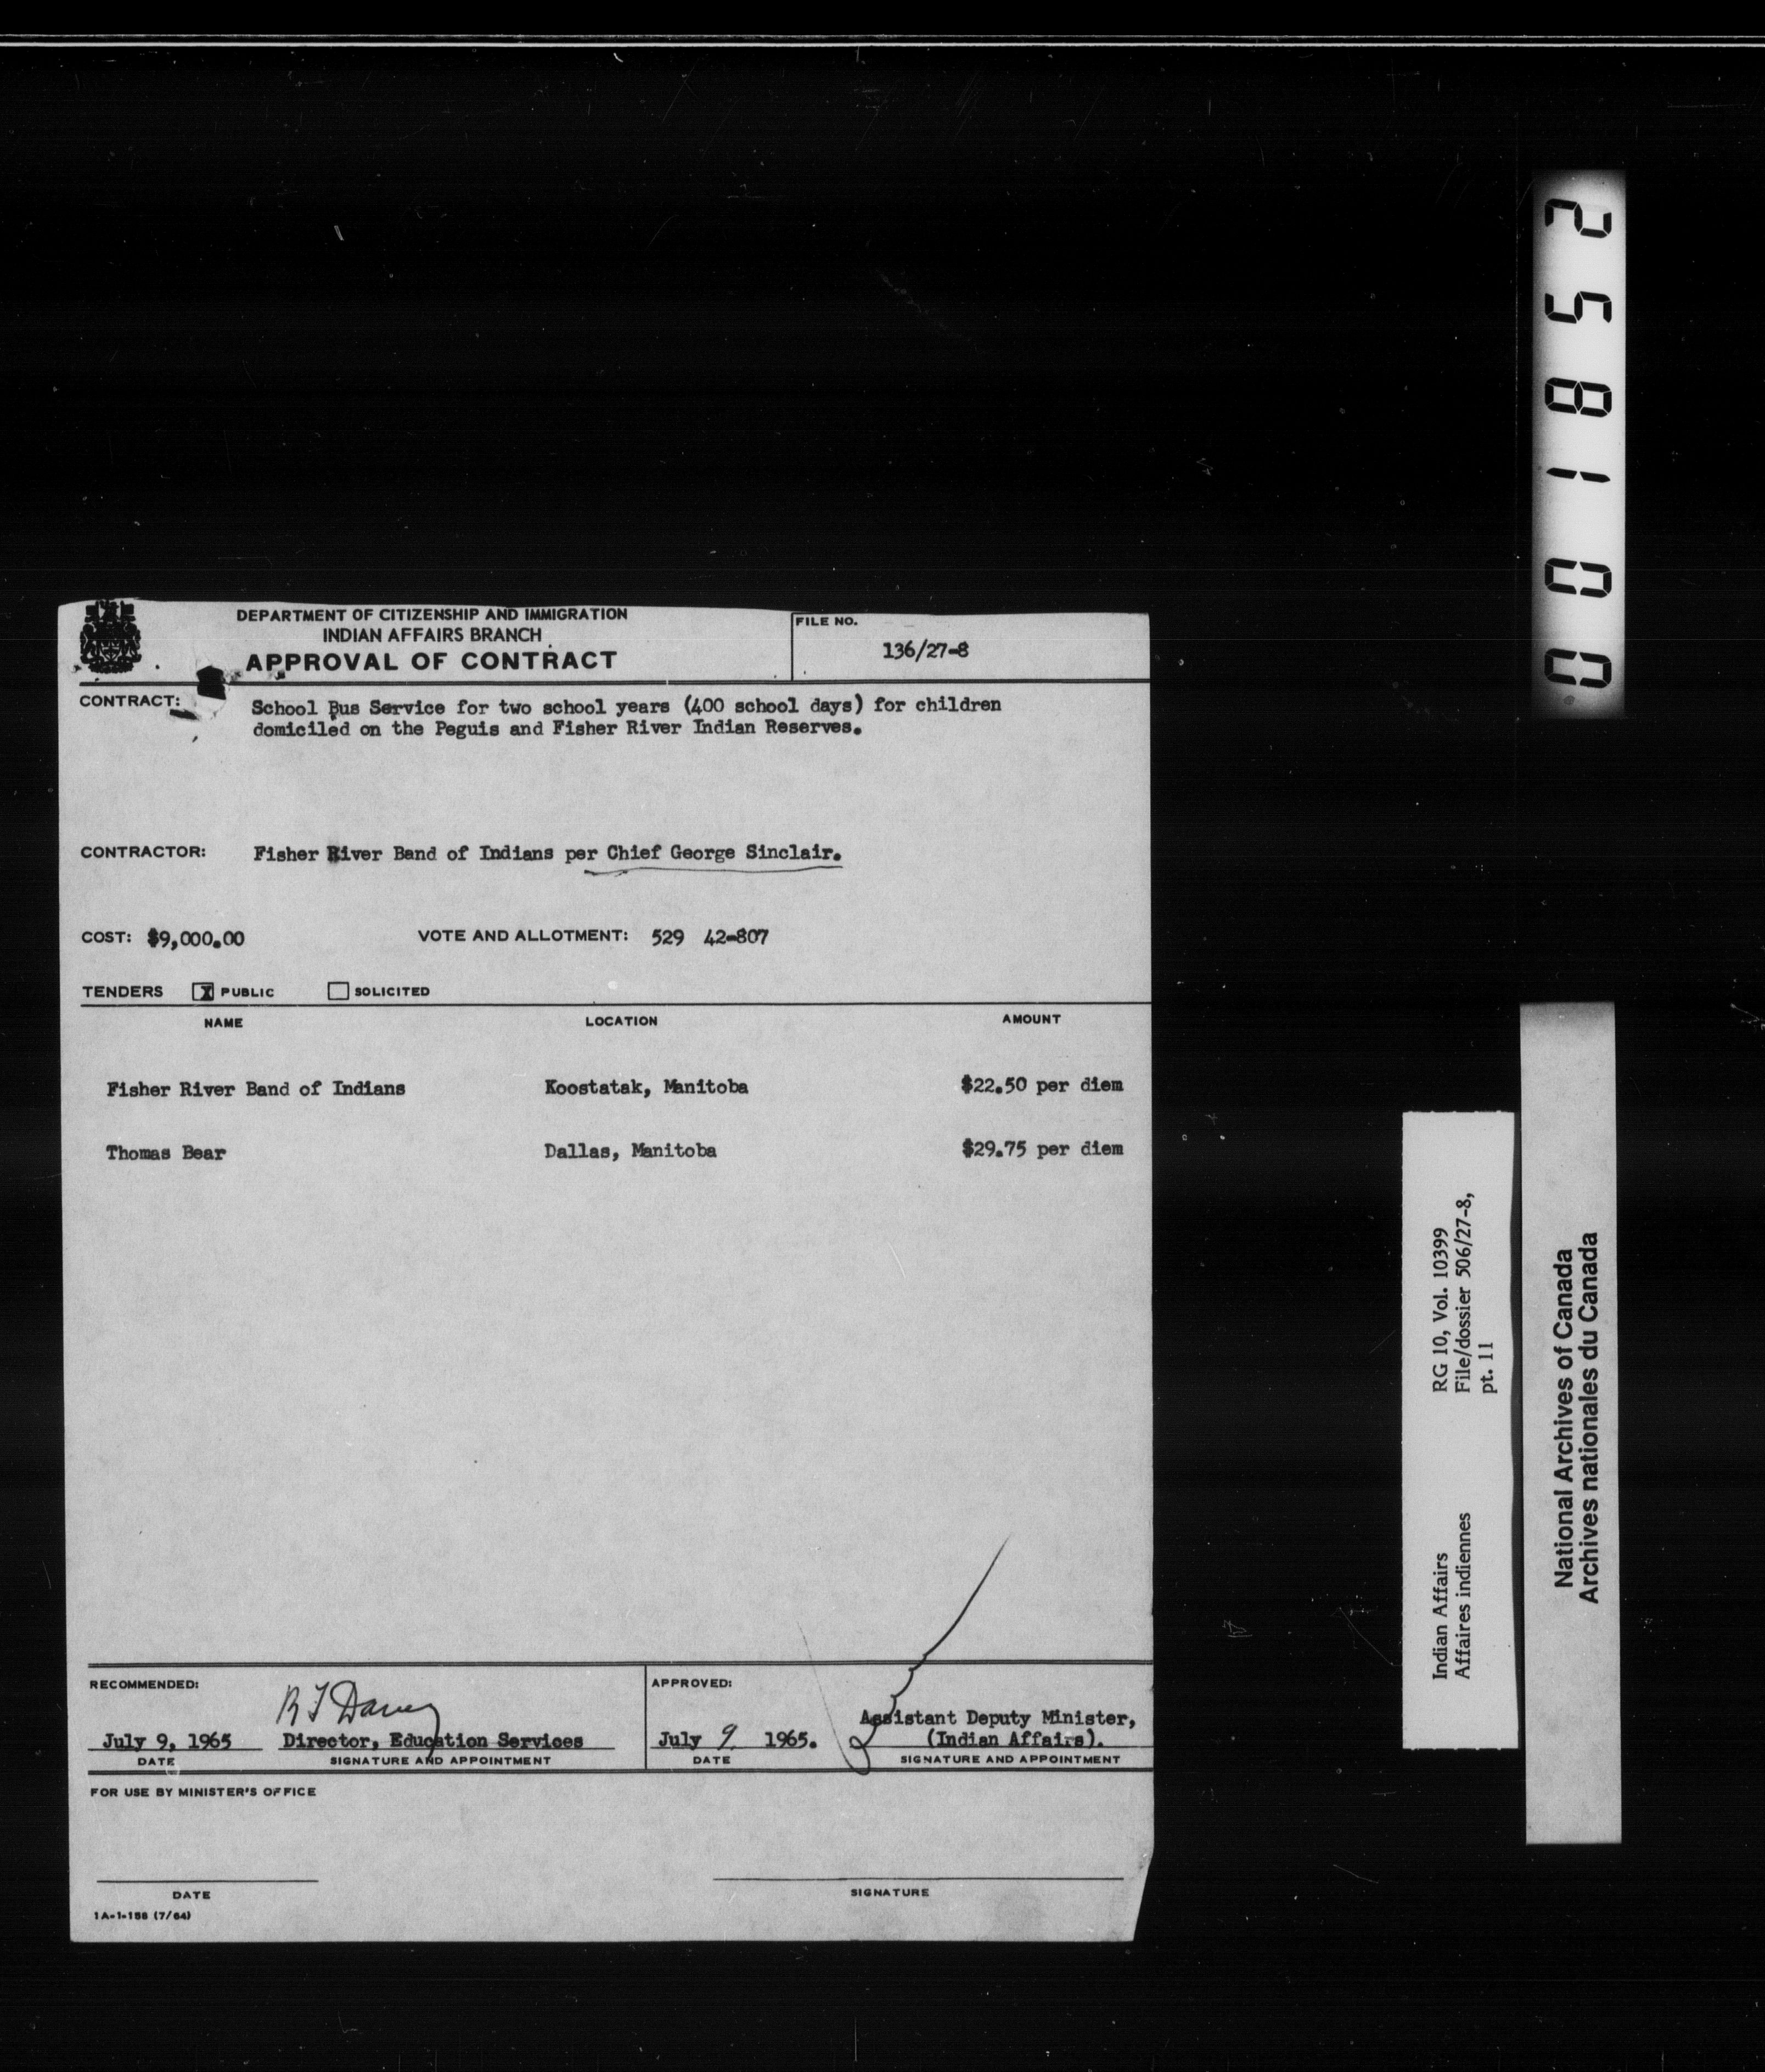 DEPARTMENT OF CITIZENSHIP AND IMMIGRATION
INDIAN AFFAIRS BRANCH
APPROVAL OF CONTRACT
FILE NO.
136/27-8
CONTRACT: School Bus Service for two school years (400 school days) for children
domiciled on the Peguis and Fisher River Indian Reserves.
CONTRACTOR: Fisher River Band of Indians per Chief George Sinclair.
COST: $9,000.00 VOTE AND ALLOTMENT: 529 42-807
TENDERS X PUBLIC SOLICITED
NAME LOCATION AMOUNT
Fisher River Band of Indians Koostatak, Manitoba $22.50 per diem
Thomas Bear Dallas, Manitoba $29.75 per diem
RECOMMENDED:
R F Davey
July 9, 1965 Director, Education Services
DATE SIGNATURE AND APPOINTMENT
APPROVED:
Assistant Deputy Minister,
July 9 1965. (Indian Affairs).
DATE SIGNATURE AND APPOINTMENT
FOR USE BY MINISTER'S OFFICE
DATE SIGNATURE
1A-1-188 (7/64)
001852
Indian Affairs RG 10, Vol. 10399
Affaires indiennes File/dossier 506/27-8,
pt. 11
National Archives of Canada
Archives nationales du Canada